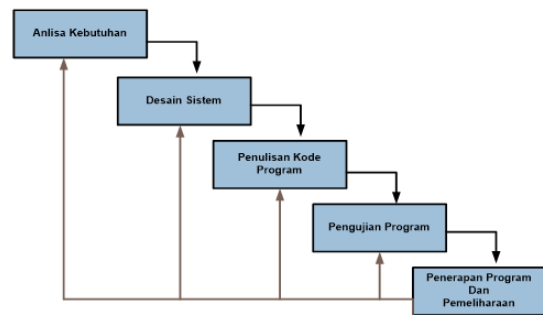 Anlisa Kebutuhan
Desain Sistem
Penulisan Kode
Program
Pengujian Program
Penerapan Program
Dan
Pemeliharaan